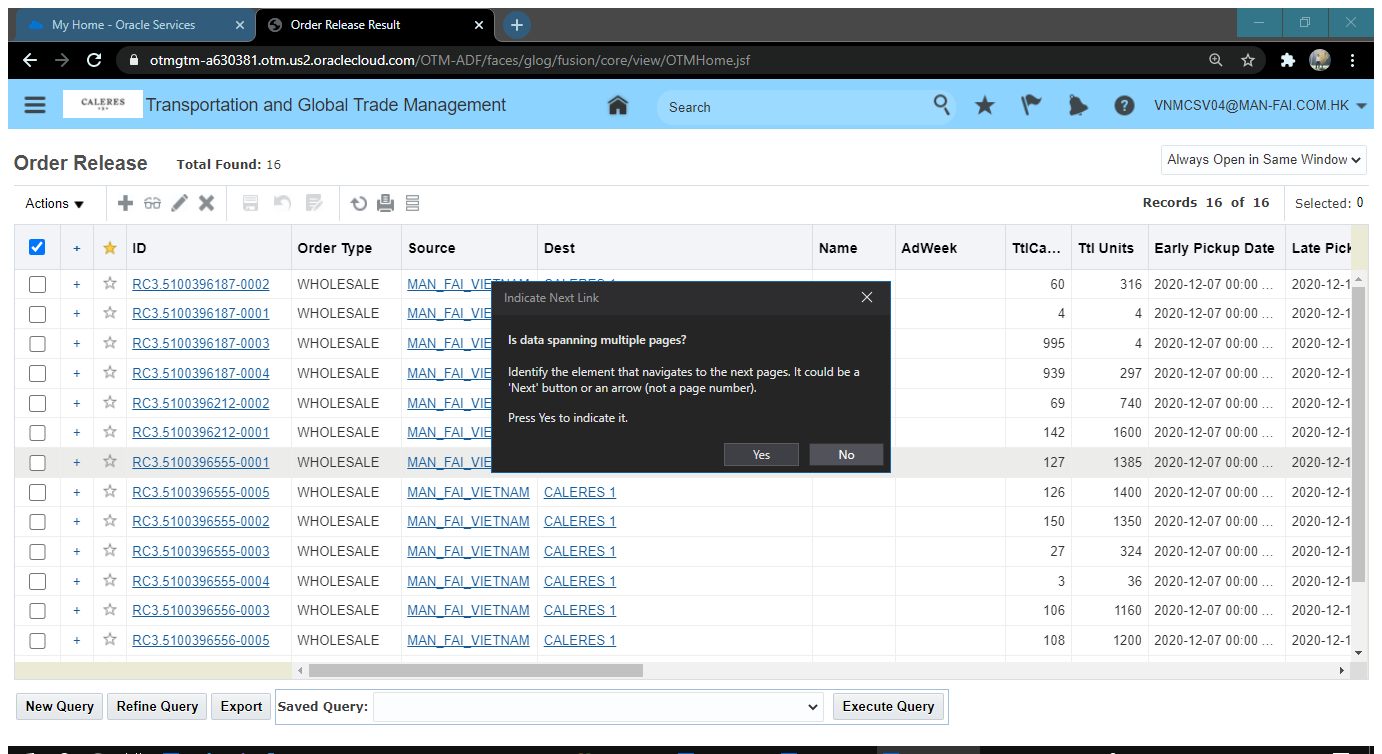 My Home - Oracle Services
Order Release Result
otmgtm-a630381.otm.us2.oraclecloud.com/OTM-ADF/faces/glog/fusion/core/view/OTMHome.jsf
CALERES Transportation and Global Trade Management Search VNMCSV04@MAN-FAI.COM.HK
Order Release Total Found: 16 Always Open in Same Window
Actions Records 16 of 16 Selected: 0
+ ID Order Type Source Dest Name AdWeek TtlCa... Ttl Units Early Pickup Date Late Pick
+ RC3.5100396187-0002 WHOLESALE MAN_FAI_VIE 60 316 2020-12-07 00:00 ... 2020-12-1
+ RC3.5100396187-0001 WHOLESALE MAN_FAI_VIE 4 4 2020-12-07 00:00 ... 2020-12-1
+ RC3.5100396187-0003 WHOLESALE MAN_FAI_VIE 995 4 2020-12-07 00:00 ... 2020-12-1
+ RC3.5100396187-0004 WHOLESALE MAN_FAI_VIE 939 297 2020-12-07 00:00 ... 2020-12-1
+ RC3.5100396212-0002 WHOLESALE MAN_FAI_VIE 69 740 2020-12-07 00:00 ... 2020-12-1
+ RC3.5100396212-0001 WHOLESALE MAN_FAI_VIE 142 1600 2020-12-07 00:00 ... 2020-12-1
+ RC3.5100396555-0001 WHOLESALE MAN_FAI_VIE 127 1385 2020-12-07 00:00 ... 2020-12-1
+ RC3.5100396555-0005 WHOLESALE MAN_FAI_VIETNAM CALERES 1 126 1400 2020-12-07 00:00 ... 2020-12-1
+ RC3.5100396555-0002 WHOLESALE MAN_FAI_VIETNAM CALERES 1 150 1350 2020-12-07 00:00 ... 2020-12-1
+ RC3.5100396555-0003 WHOLESALE MAN_FAI_VIETNAM CALERES 1 27 324 2020-12-07 00:00 ... 2020-12-1
+ RC3.5100396555-0004 WHOLESALE MAN_FAI_VIETNAM CALERES 1 3 36 2020-12-07 00:00 ... 2020-12-1
+ RC3.5100396556-0003 WHOLESALE MAN_FAI_VIETNAM CALERES 1 106 1160 2020-12-07 00:00 ... 2020-12-1
+ RC3.5100396556-0005 WHOLESALE MAN_FAI_VIETNAM CALERES 1 108 1200 2020-12-07 00:00 ... 2020-12-1
Indicate Next Link
Is data spanning multiple pages?
Identify the element that navigates to the next pages. It could be a
'Next' button or an arrow (not a page number).
Press Yes to indicate it.
Yes No
New Query Refine Query Export Saved Query: Execute Query